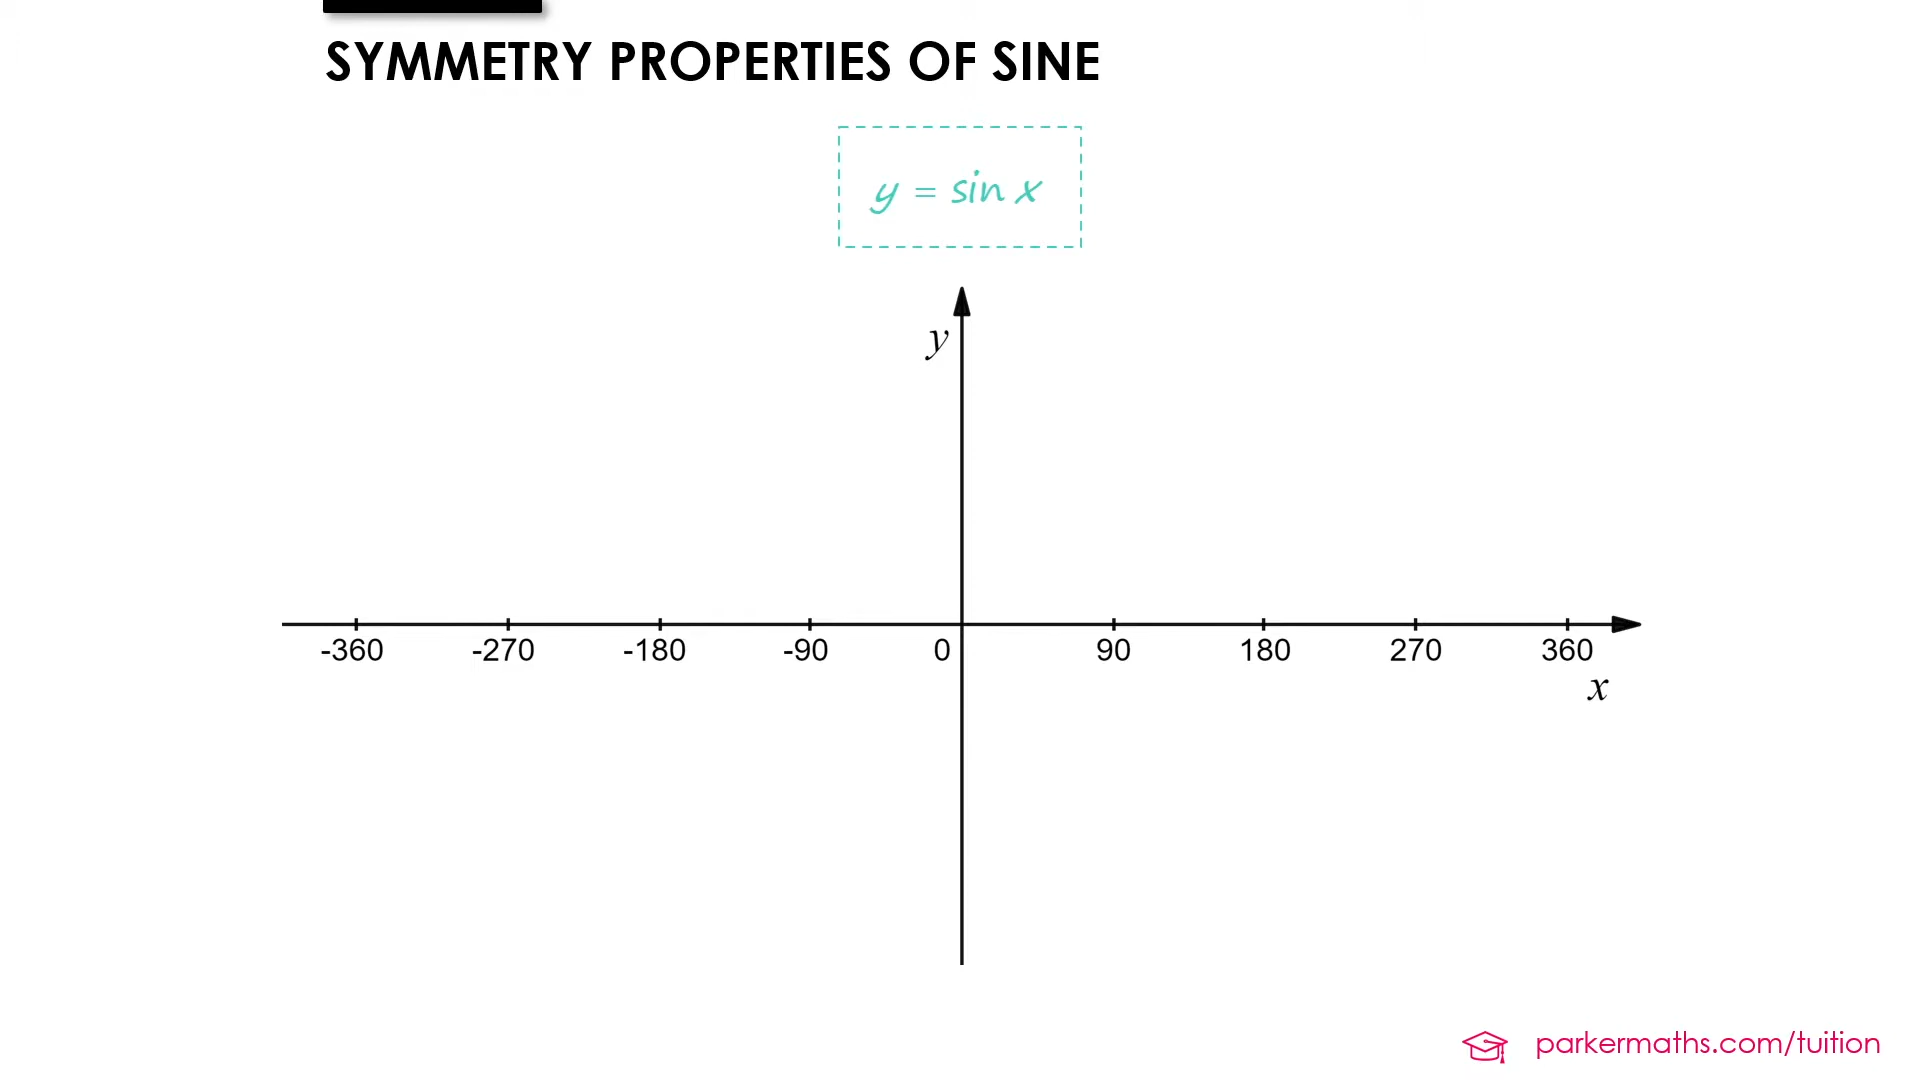 SYMMETRY PROPERTIES OF SINE
y = sin x
y
-360 -270 -180 -90 0 90 180 270 360
x
parkermaths.com/tuition